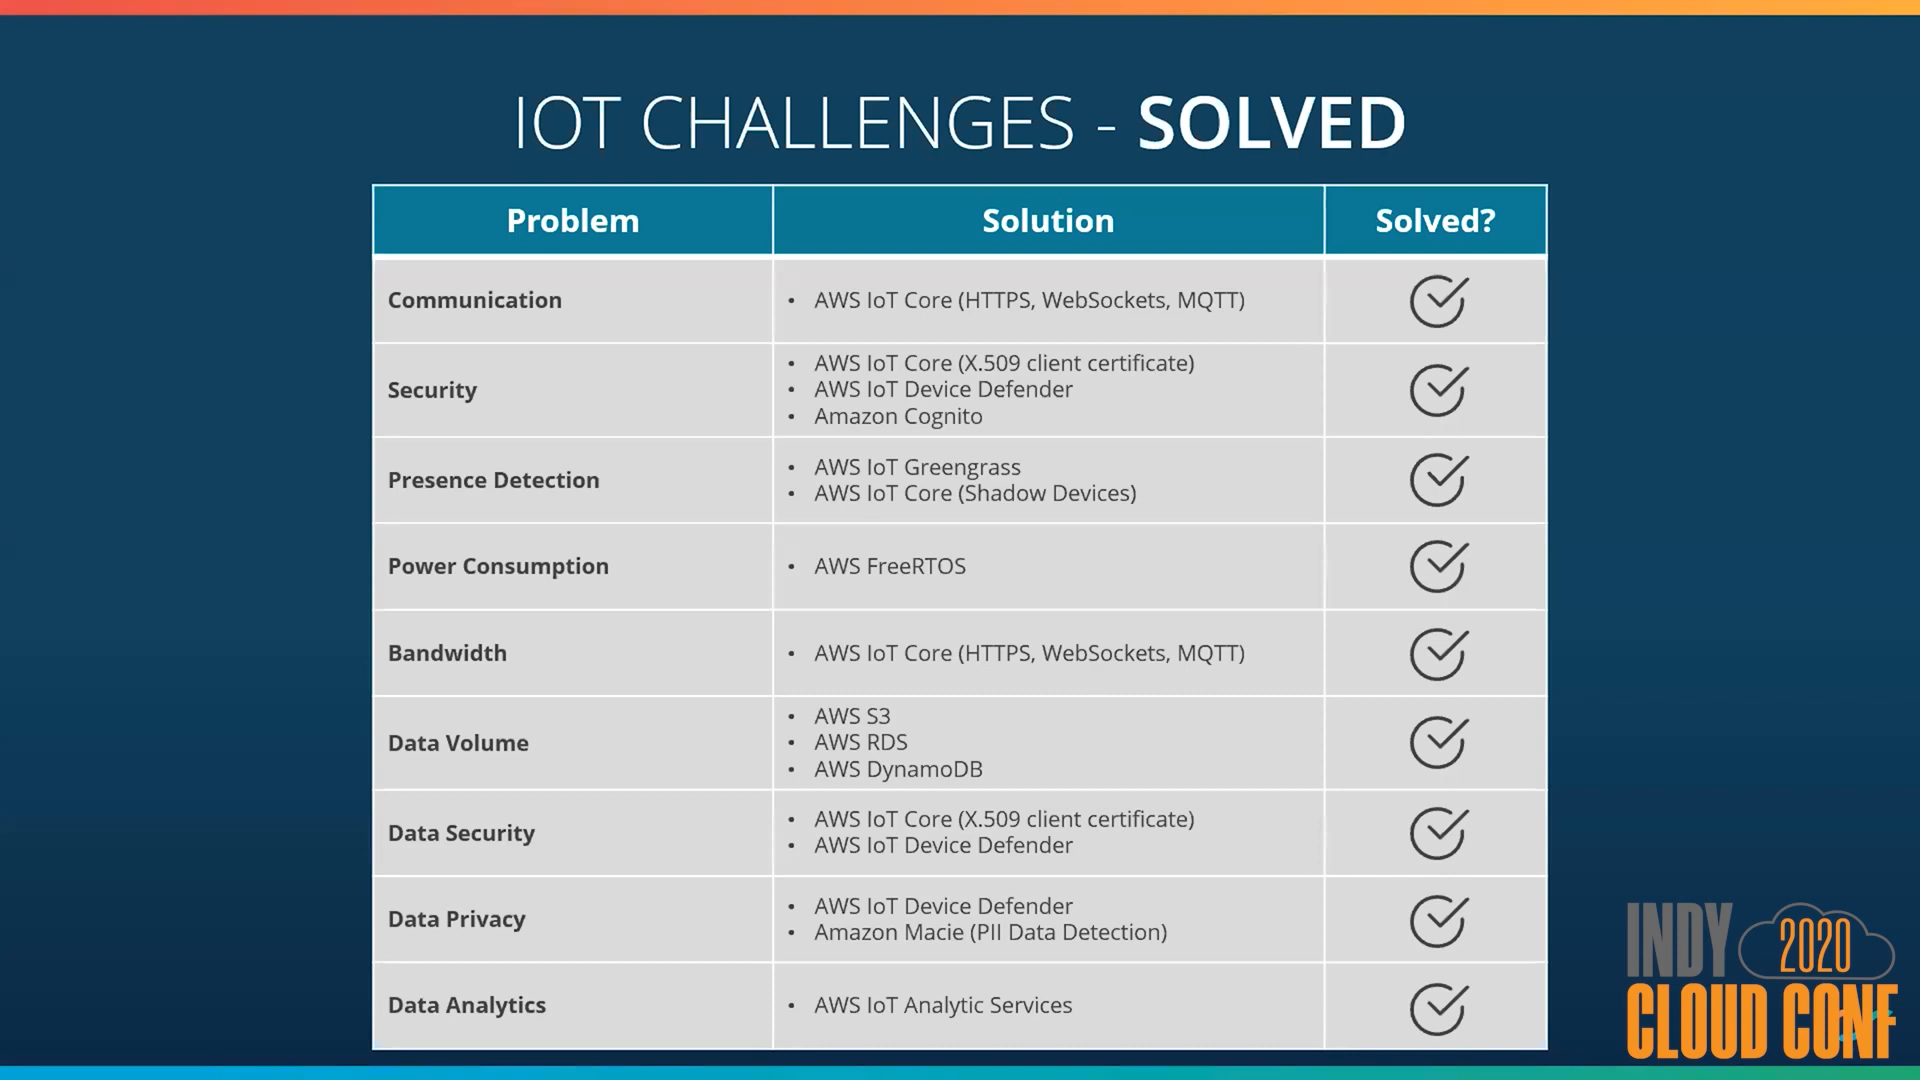 IOT CHALLENGES - SOLVED
Problem Solution Solved?
Communication
• AWS IoT Core (HTTPS, WebSockets, MQTT)
Security
• AWS IoT Core (X.509 client certificate)
• AWS IoT Device Defender
• Amazon Cognito
Presence Detection
• AWS IoT Greengrass
• AWS IoT Core (Shadow Devices)
Power Consumption
• AWS FreeRTOS
Bandwidth
• AWS IoT Core (HTTPS, WebSockets, MQTT)
Data Volume
• AWS S3
• AWS RDS
• AWS DynamoDB
Data Security
• AWS IoT Core (X.509 client certificate)
• AWS IoT Device Defender
Data Privacy
• AWS IoT Device Defender
• Amazon Macie (PII Data Detection)
Data Analytics
• AWS IoT Analytic Services
INDY 2020
CLOUD CONF